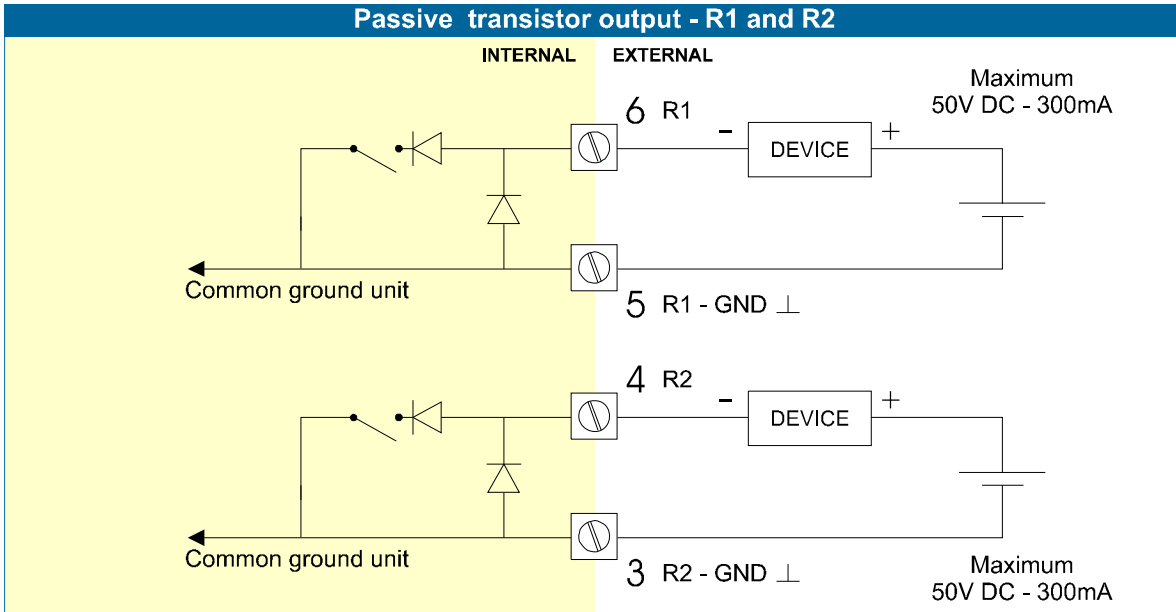 Passive transistor output - R1 and R2
INTERNAL EXTERNAL
Maximum
50V DC - 300mA
6 R1
- DEVICE +
Common ground unit
5 R1 - GND ⊥
4 R2
- DEVICE +
Common ground unit
3 R2 - GND ⊥
Maximum
50V DC - 300mA